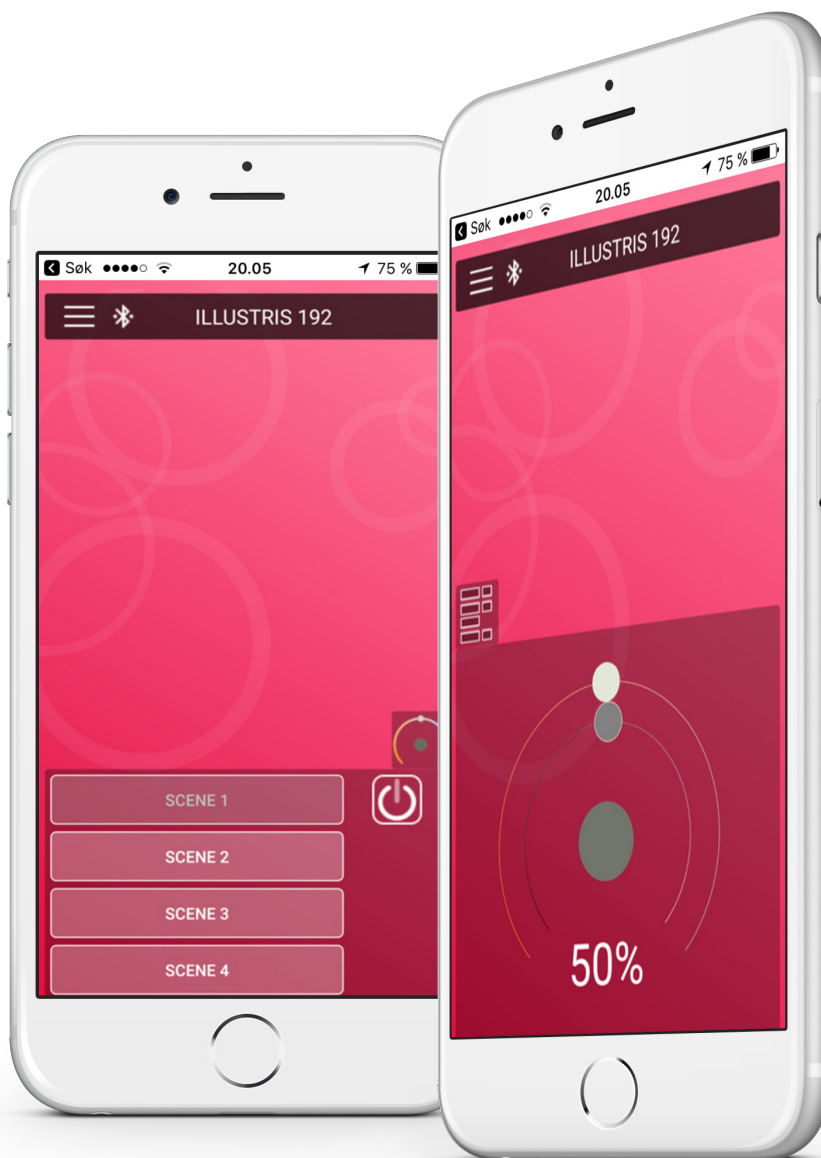 Søk
20.05
75 %
ILLUSTRIS 192
SCENE 1
SCENE 2
SCENE 3
SCENE 4
Søk
20.05
75 %
ILLUSTRIS 192
50%